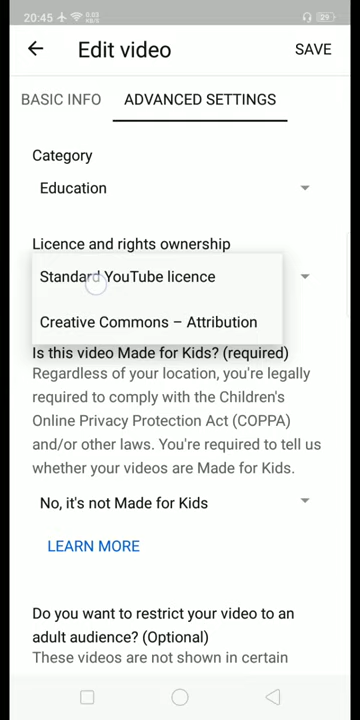 20:45 0.03 KB/S 29
Edit video SAVE
BASIC INFO ADVANCED SETTINGS
Category
Education
Licence and rights ownership
Standard YouTube licence
Creative Commons – Attribution
Is this video Made for Kids? (required)
Regardless of your location, you're legally
required to comply with the Children's
Online Privacy Protection Act (COPPA)
and/or other laws. You're required to tell us
whether your videos are Made for Kids.
No, it's not Made for Kids
LEARN MORE
Do you want to restrict your video to an
adult audience? (Optional)
These videos are not shown in certain